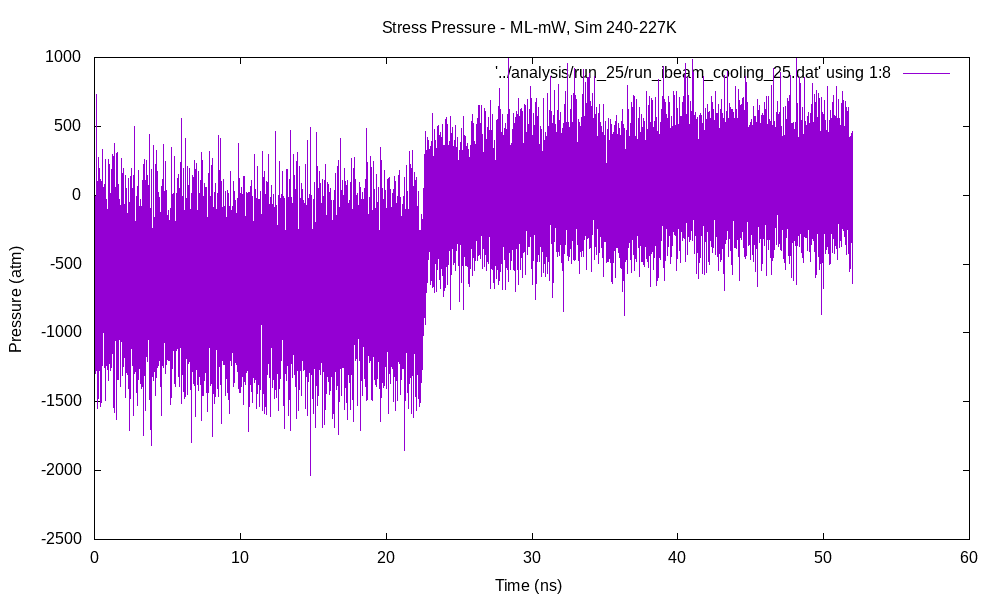 Stress Pressure - ML-mW, Sim 240-227K
'../analysis/run_25/run_ibeam_cooling_25.dat' using 1:8
1000
500
0
-500
-1000
-1500
-2000
-2500
Pressure (atm)
0 10 20 30 40 50 60
Time (ns)